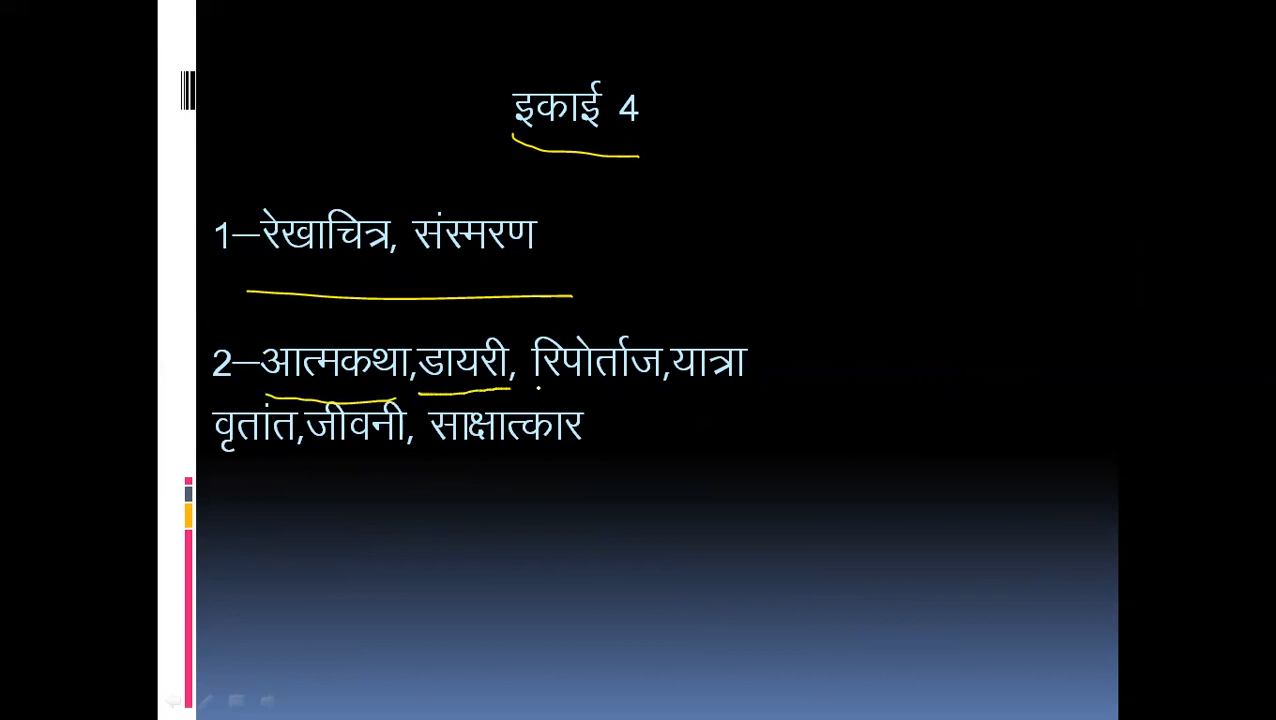 इकाई 4
1–रेखाचित्र, संस्मरण
2–आत्मकथा,डायरी, रिपोर्ताज,यात्रा
वृतांत,जीवनी, साक्षात्कार